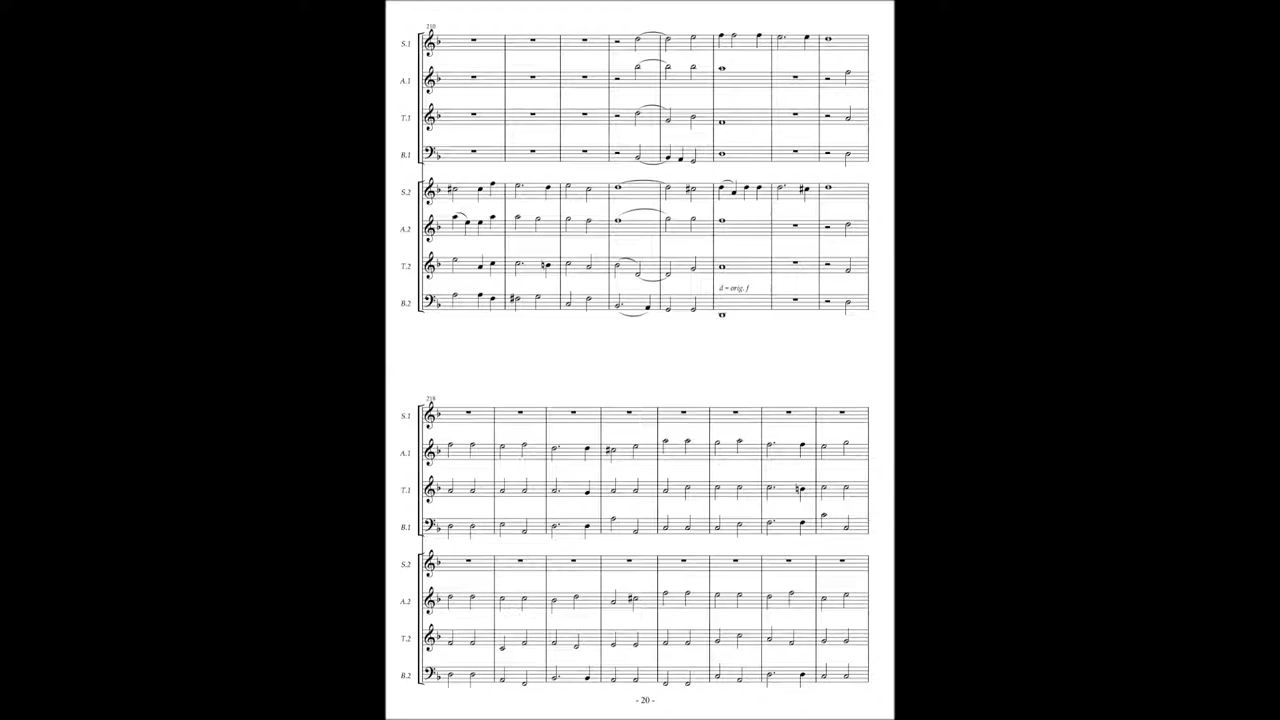 210
S.1
A.1
T.1
B.1
S.2
A.2
T.2
d = orig. f
B.2
218
S.1
A.1
T.1
B.1
S.2
A.2
T.2
B.2
- 20 -